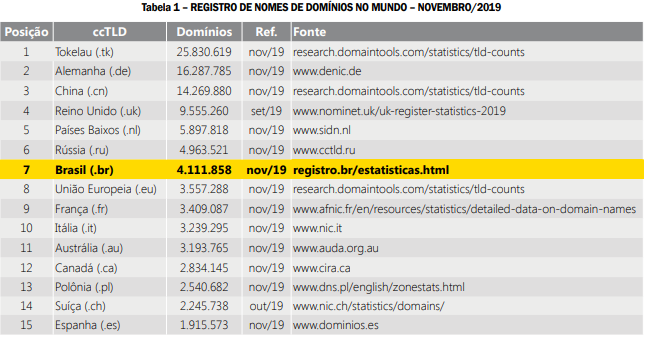 Tabela 1 – REGISTRO DE NOMES DE DOMÍNIOS NO MUNDO – NOVEMBRO/2019
Posição ccTLD Domínios Ref. Fonte
1 Tokelau (.tk) 25.830.619 nov/19 research.domaintools.com/statistics/tld-counts
2 Alemanha (.de) 16.287.785 nov/19 www.denic.de
3 China (.cn) 14.269.880 nov/19 research.domaintools.com/statistics/tld-counts
4 Reino Unido (.uk) 9.555.260 set/19 www.nominet.uk/uk-register-statistics-2019
5 Países Baixos (.nl) 5.897.818 nov/19 www.sidn.nl
6 Rússia (.ru) 4.963.521 nov/19 www.cctld.ru
7 Brasil (.br) 4.111.858 nov/19 registro.br/estatisticas.html
8 União Europeia (.eu) 3.557.288 nov/19 research.domaintools.com/statistics/tld-counts
9 França (.fr) 3.409.087 nov/19 www.afnic.fr/en/resources/statistics/detailed-data-on-domain-names
10 Itália (.it) 3.239.295 nov/19 www.nic.it
11 Austrália (.au) 3.193.765 nov/19 www.auda.org.au
12 Canadá (.ca) 2.834.145 nov/19 www.cira.ca
13 Polônia (.pl) 2.540.682 nov/19 www.dns.pl/english/zonestats.html
14 Suíça (.ch) 2.245.738 out/19 www.nic.ch/statistics/domains/
15 Espanha (.es) 1.915.573 nov/19 www.dominios.es